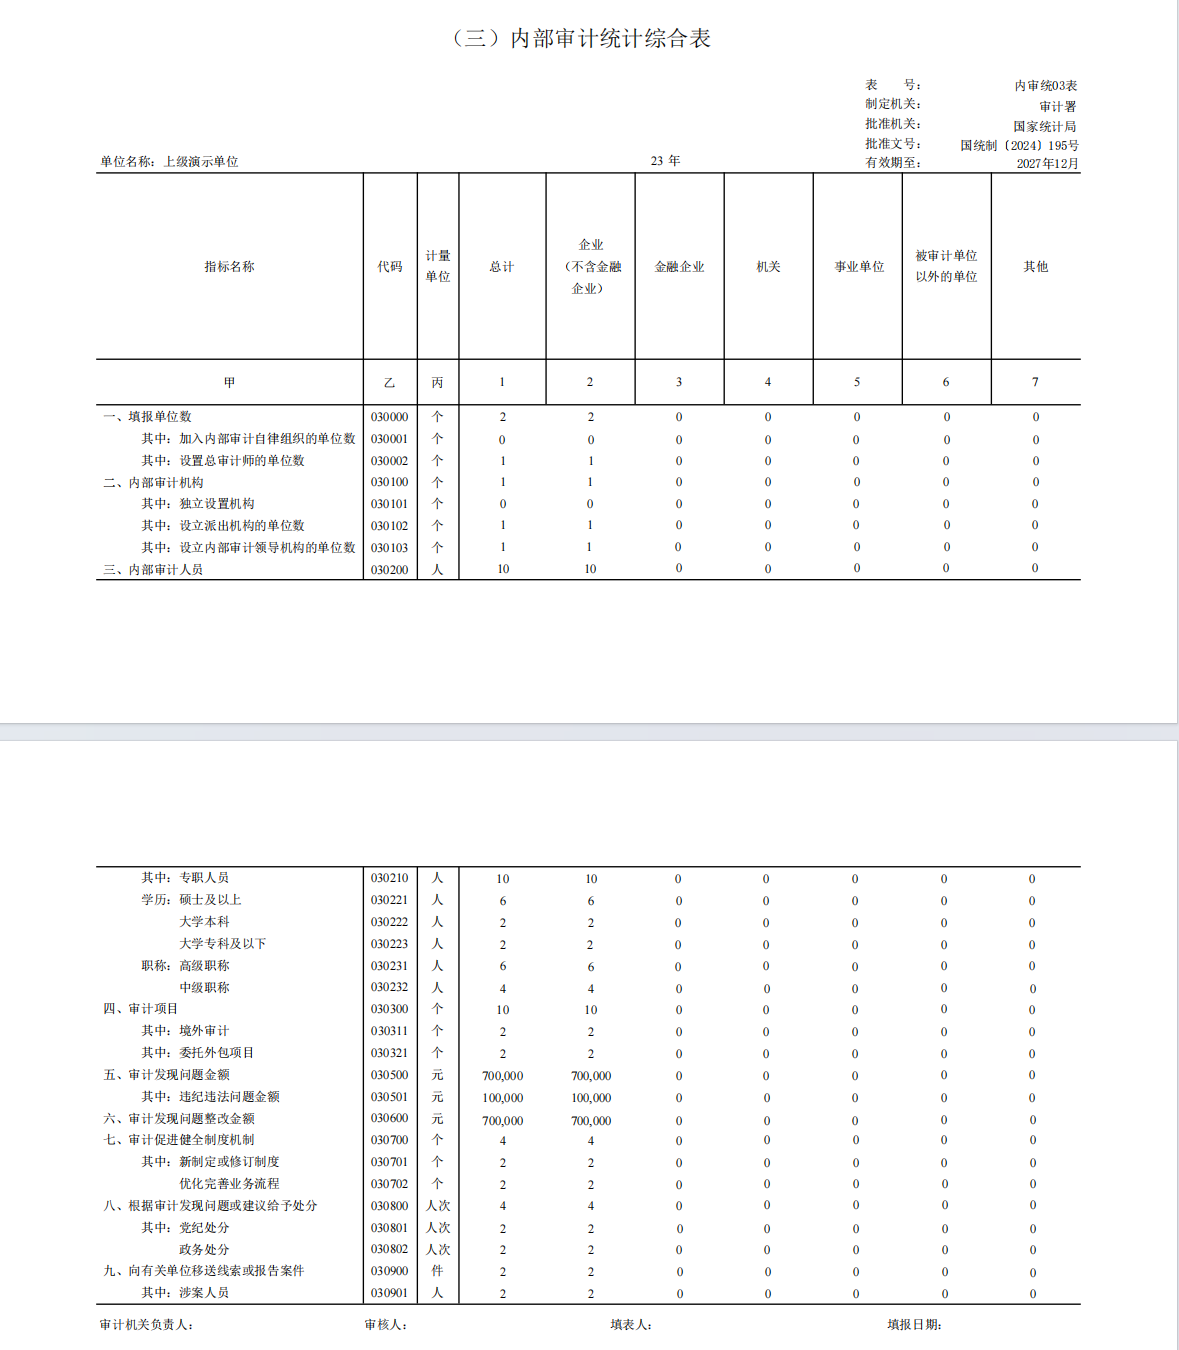 （三）内部审计统计综合表
表　　号： 内审统03表
制定机关： 审计署
批准机关： 国家统计局
批准文号： 国统制〔2024〕195号
单位名称：上级演示单位 23 年 有效期至： 2027年12月
指标名称 代码 计量单位 总计 企业（不含金融企业） 金融企业 机关 事业单位 被审计单位以外的单位 其他
甲 乙 丙 1 2 3 4 5 6 7
一、填报单位数 030000 个 2 2 0 0 0 0 0
其中：加入内部审计自律组织的单位数 030001 个 0 0 0 0 0 0 0
其中：设置总审计师的单位数 030002 个 1 1 0 0 0 0 0
二、内部审计机构 030100 个 1 1 0 0 0 0 0
其中：独立设置机构 030101 个 0 0 0 0 0 0 0
其中：设立派出机构的单位数 030102 个 1 1 0 0 0 0 0
其中：设立内部审计领导机构的单位数 030103 个 1 1 0 0 0 0 0
三、内部审计人员 030200 人 10 10 0 0 0 0 0
其中：专职人员 030210 人 10 10 0 0 0 0 0
学历：硕士及以上 030221 人 6 6 0 0 0 0 0
大学本科 030222 人 2 2 0 0 0 0 0
大学专科及以下 030223 人 2 2 0 0 0 0 0
职称：高级职称 030231 人 6 6 0 0 0 0 0
中级职称 030232 人 4 4 0 0 0 0 0
四、审计项目 030300 个 10 10 0 0 0 0 0
其中：境外审计 030311 个 2 2 0 0 0 0 0
其中：委托外包项目 030321 个 2 2 0 0 0 0 0
五、审计发现问题金额 030500 元 700,000 700,000 0 0 0 0 0
其中：违纪违法问题金额 030501 元 100,000 100,000 0 0 0 0 0
六、审计发现问题整改金额 030600 元 700,000 700,000 0 0 0 0 0
七、审计促进健全制度机制 030700 个 4 4 0 0 0 0 0
其中：新制定或修订制度 030701 个 2 2 0 0 0 0 0
优化完善业务流程 030702 个 2 2 0 0 0 0 0
八、根据审计发现问题或建议给予处分 030800 人次 4 4 0 0 0 0 0
其中：党纪处分 030801 人次 2 2 0 0 0 0 0
政务处分 030802 人次 2 2 0 0 0 0 0
九、向有关单位移送线索或报告案件 030900 件 2 2 0 0 0 0 0
其中：涉案人员 030901 人 2 2 0 0 0 0 0
审计机关负责人： 审核人： 填表人： 填报日期：